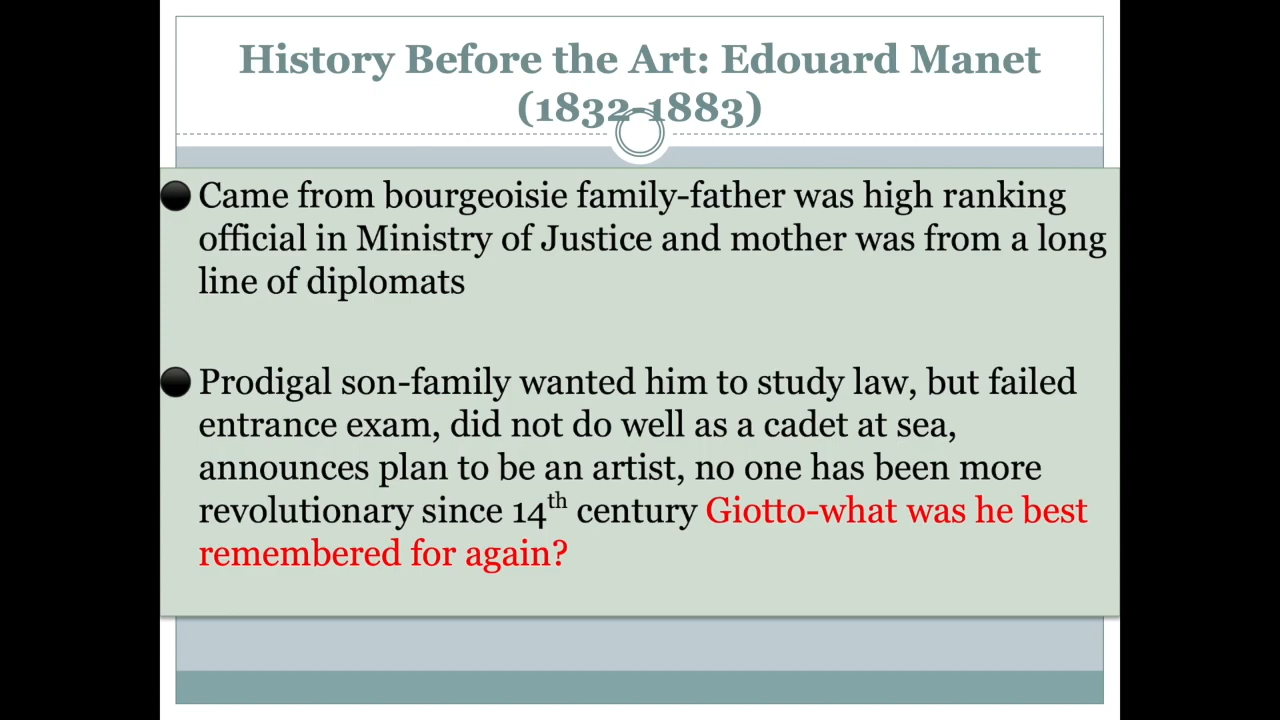 History Before the Art: Edouard Manet
(1832-1883)
Came from bourgeoisie family-father was high ranking
official in Ministry of Justice and mother was from a long
line of diplomats
Prodigal son-family wanted him to study law, but failed
entrance exam, did not do well as a cadet at sea,
announces plan to be an artist, no one has been more
revolutionary since 14th century Giotto-what was he best
remembered for again?